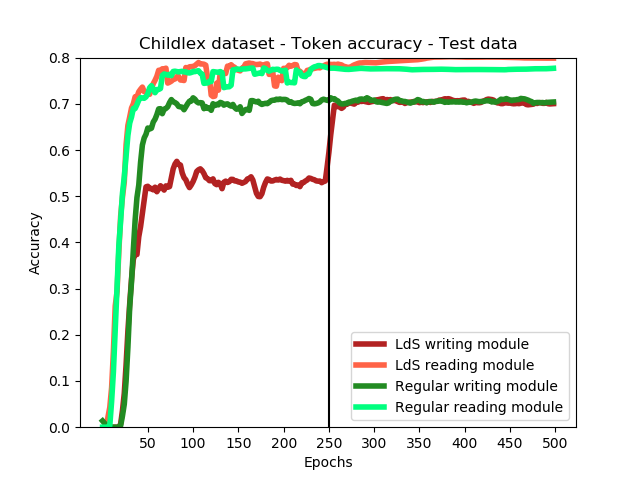 Childlex dataset - Token accuracy - Test data
0.8
0.7
0.6
0.5
0.4
0.3
0.2
0.1
0.0
Accuracy
LdS writing module
LdS reading module
Regular writing module
Regular reading module
50 100 150 200 250 300 350 400 450 500
Epochs